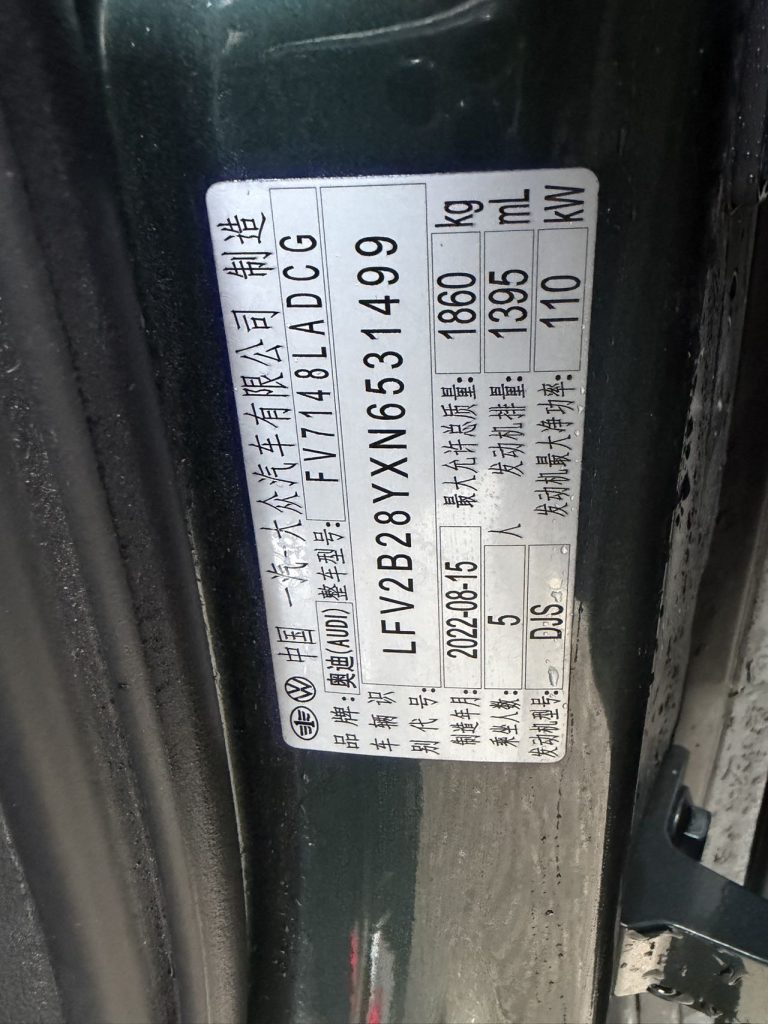 中国 一汽-大众汽车有限公司 制造
品牌: 奥迪(AUDI) 整车型号: FV7148LADCG
车辆识别代号: LFV2B28YXN6531499
制造年月: 2022-08-15 最大允许总质量: 1860 kg
乘坐人数: 5 人 发动机排量: 1395 mL
发动机型号: DJS 发动机最大净功率: 110 kW